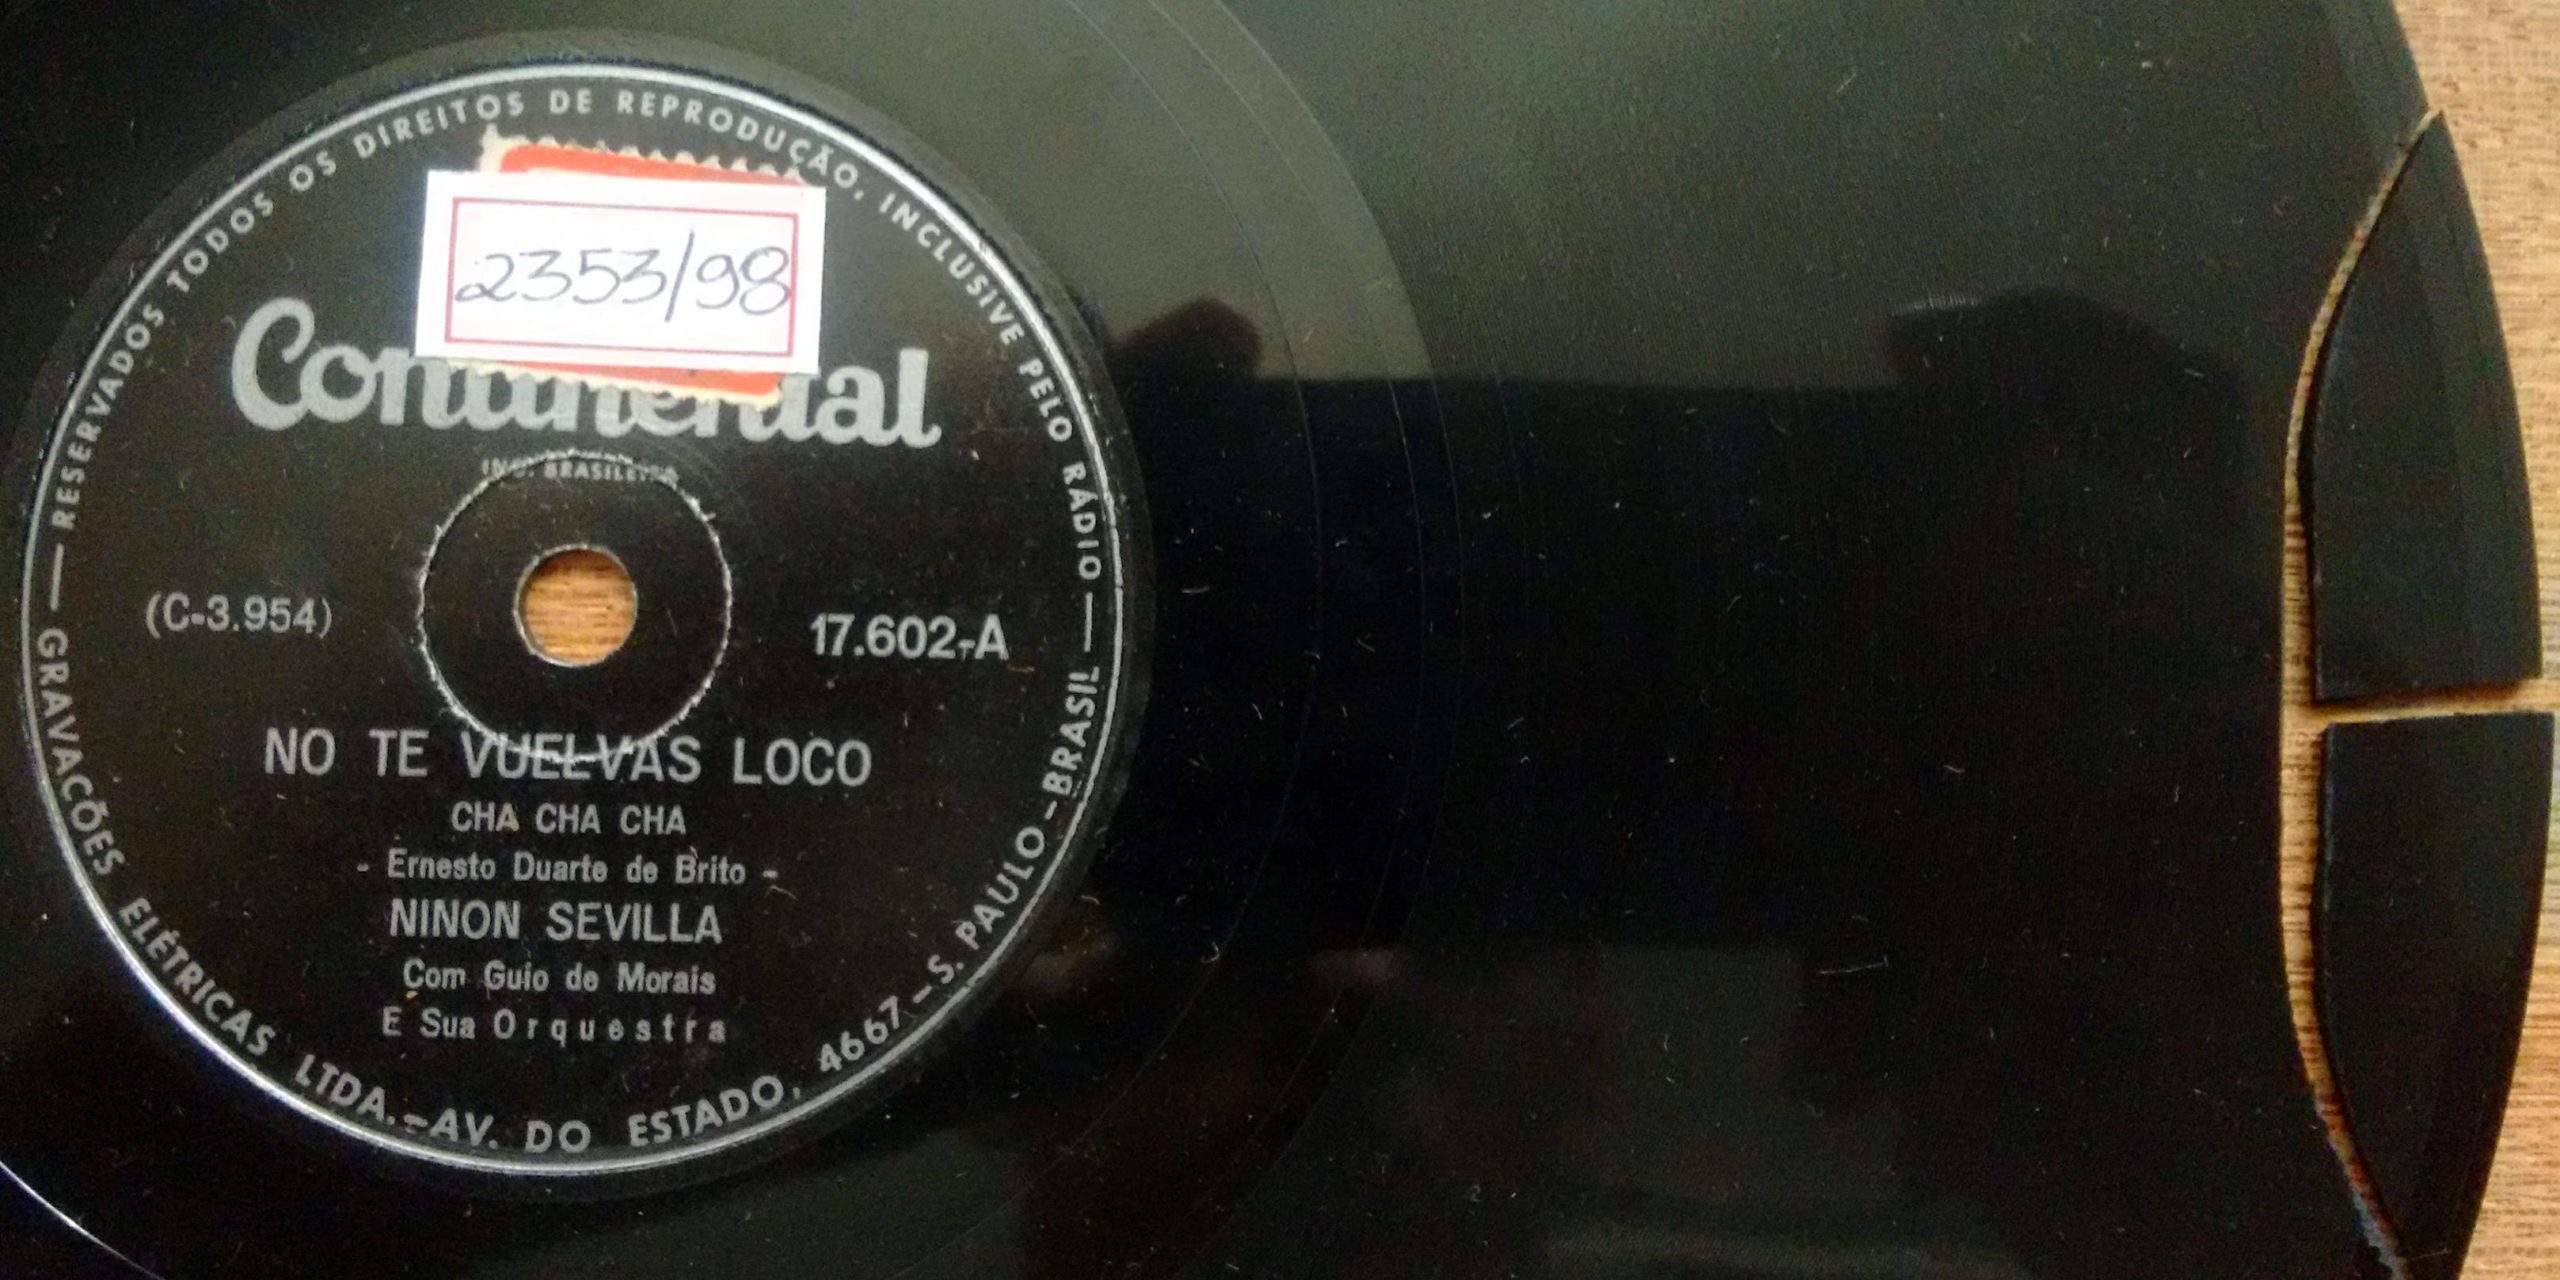 RESERVADOS TODOS OS DIREITOS DE REPRODUÇÃO, INCLUSIVE PELO RÁDIO —
2353/98
Continental
IND. BRASILEIRA
(C-3.954)
17.602-A
NO TE VUELVAS LOCO
CHA CHA CHA
- Ernesto Duarte de Brito -
NINON SEVILLA
Com Guio de Morais
E Sua Orquestra
— GRAVAÇÕES ELÉTRICAS LTDA.-AV. DO ESTADO, 4667-S. PAULO-BRASIL